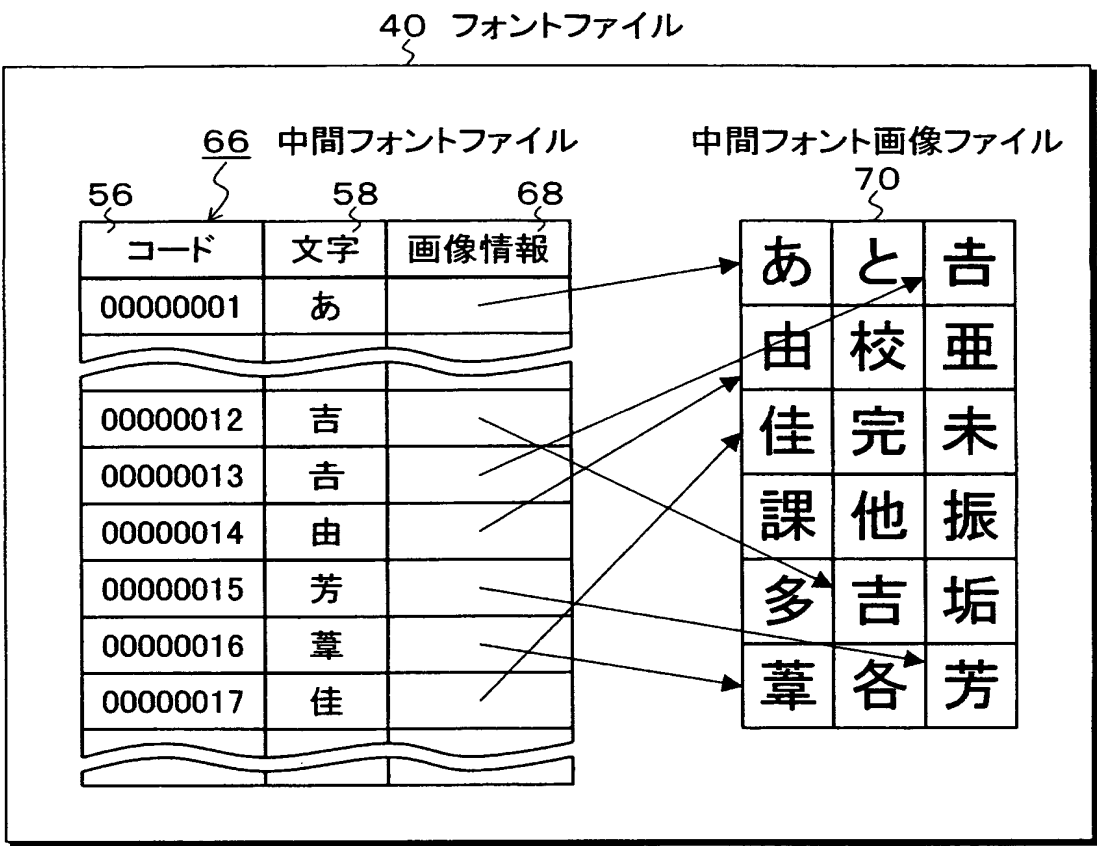 40 フォントファイル
66 中間フォントファイル
中間フォント画像ファイル
56 58 68 70
コード 文字 画像情報
00000001 あ
00000012 吉
00000013 𠮷
00000014 由
00000015 芳
00000016 葦
00000017 佳
あ と 𠮷
由 校 亜
佳 完 未
課 他 振
多 吉 垢
葦 各 芳